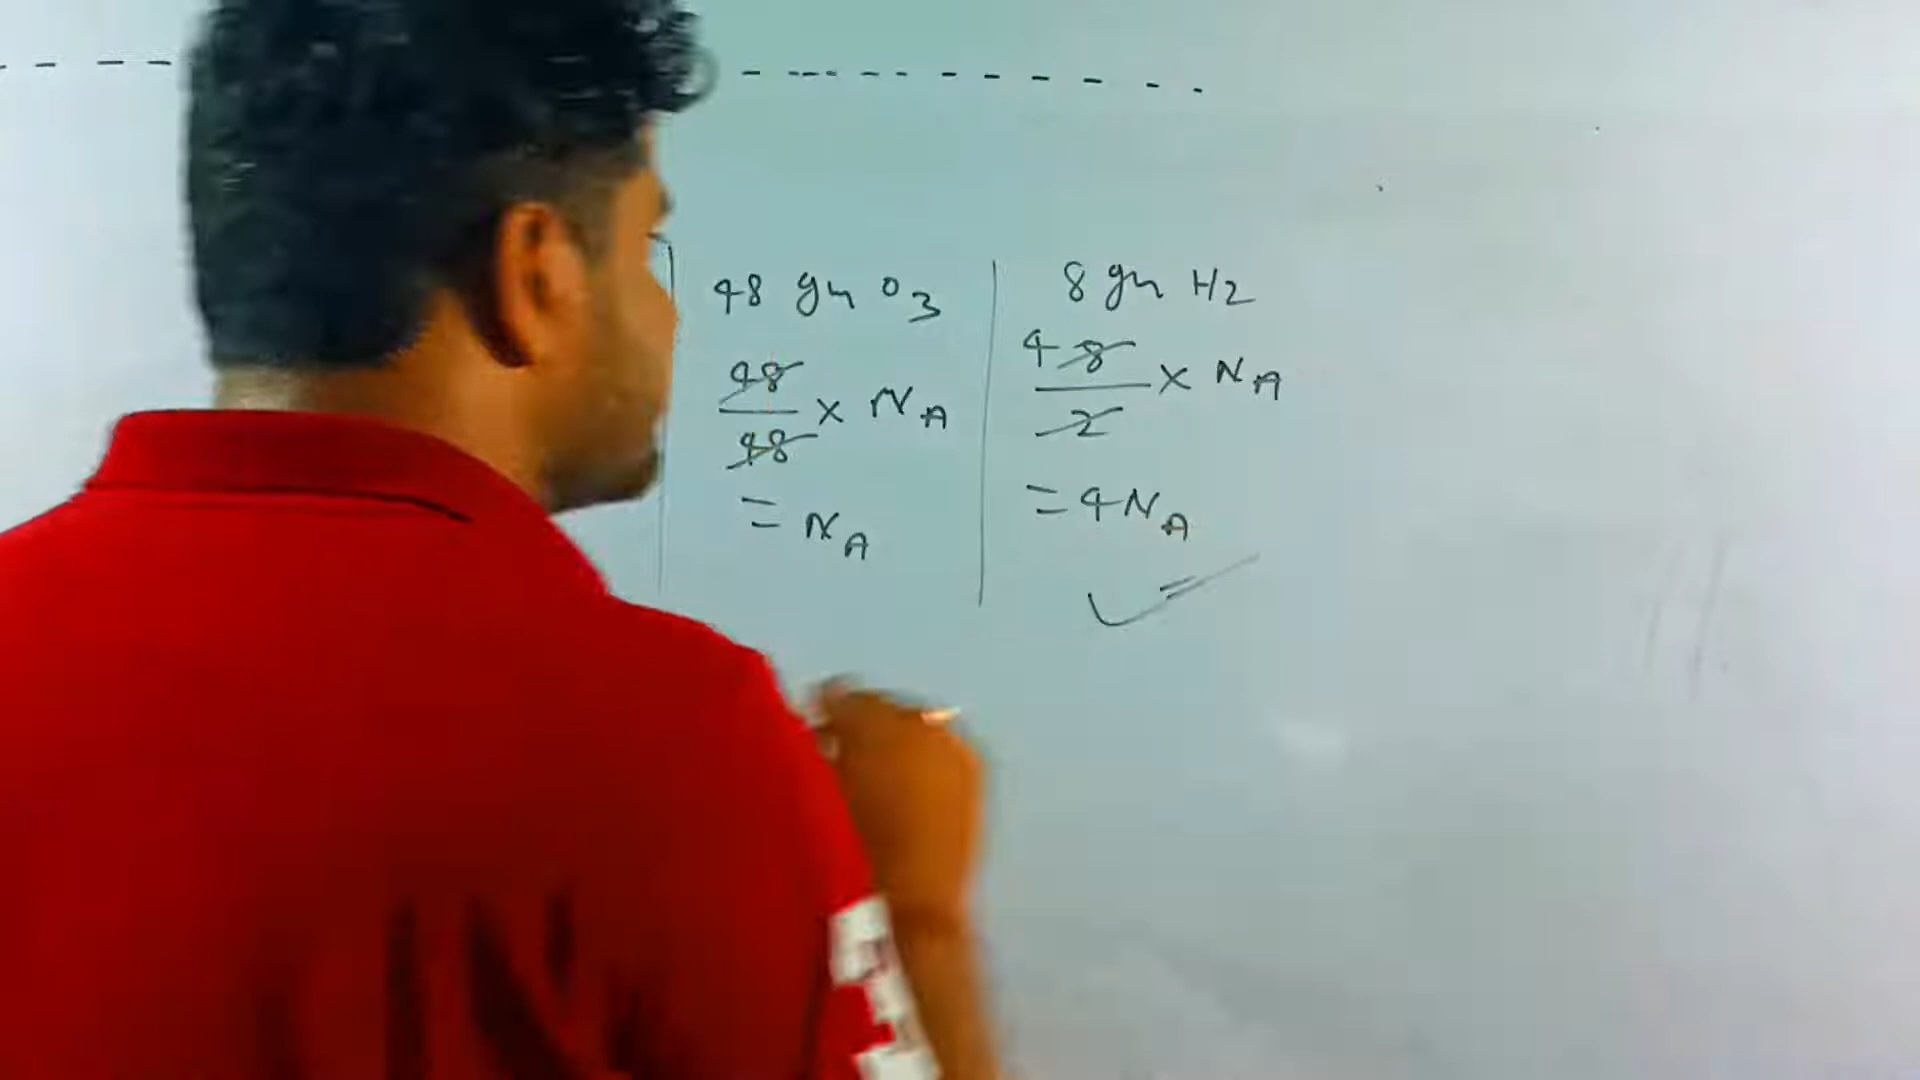 48 gm O3
48
48 × NA
= NA
8 gm H2
4 8
2 × NA
= 4NA